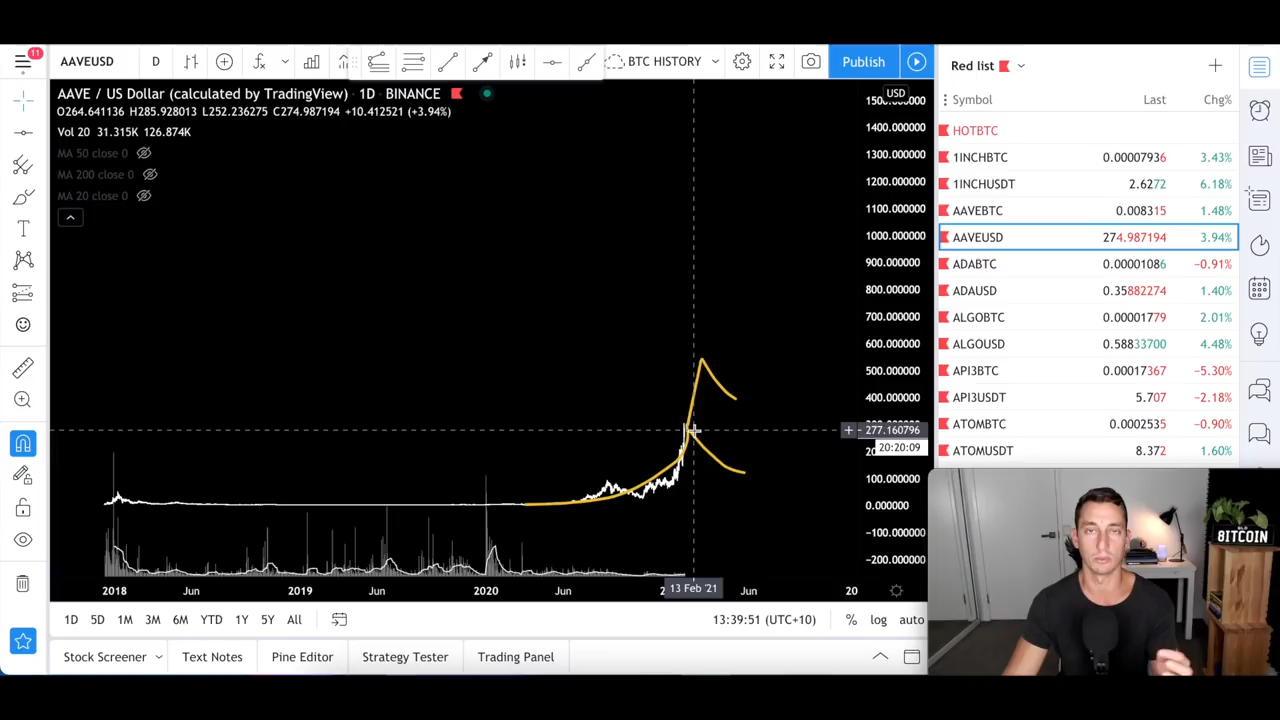 11
AAVEUSD
D
BTC HISTORY
Publish
AAVE / US Dollar (calculated by TradingView) · 1D · BINANCE
O264.641136 H285.928013 L252.236275 C274.987194 +10.412521 (+3.94%)
Vol 20 31.315K 126.874K
MA 50 close 0
MA 200 close 0
MA 20 close 0
USD
1400.000000
1300.000000
1200.000000
1100.000000
1000.000000
900.000000
800.000000
700.000000
600.000000
500.000000
400.000000
277.160796
20:20:09
100.000000
0.000000
−100.000000
−200.000000
2018
Jun
2019
Jun
2020
Jun
13 Feb '21
Jun
20
1D 5D 1M 3M 6M YTD 1Y 5Y All
13:39:51 (UTC+10) % log auto
Stock Screener Text Notes Pine Editor Strategy Tester Trading Panel
Red list
Symbol Last Chg%
HOTBTC
1INCHBTC 0.00007936 3.43%
1INCHUSDT 2.6272 6.18%
AAVEBTC 0.008315 1.48%
AAVEUSD 274.987194 3.94%
ADABTC 0.00001086 −0.91%
ADAUSD 0.35882274 1.40%
ALGOBTC 0.00001779 2.01%
ALGOUSD 0.58833700 4.48%
API3BTC 0.00017367 −5.30%
API3USDT 5.707 −2.18%
ATOMBTC 0.0002535 −0.90%
ATOMUSDT 8.372 1.60%
BITCOIN